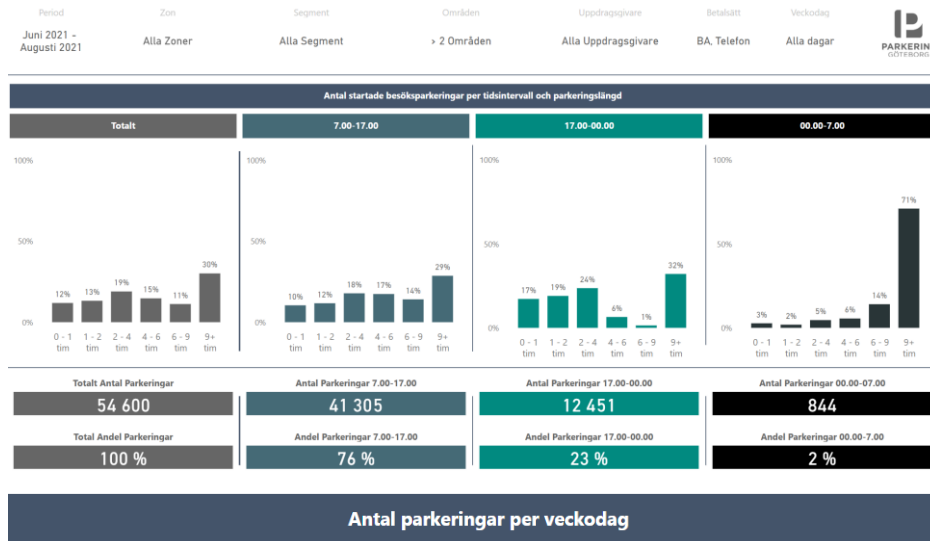 Period Zon Segment Områden Uppdragsgivare Betalsätt Veckodag
Juni 2021 -
Augusti 2021
Alla Zoner Alla Segment > 2 Områden Alla Uppdragsgivare BA, Telefon Alla dagar
PARKERIN
GÖTEBORG
Antal startade besöksparkeringar per tidsintervall och parkeringslängd
Totalt 7.00-17.00 17.00-00.00 00.00-7.00
100%
50%
0%
12% 13% 19% 15% 11% 30%
0 - 1 tim 1 - 2 tim 2 - 4 tim 4 - 6 tim 6 - 9 tim 9+ tim
100%
50%
0%
10% 12% 18% 17% 14% 29%
0 - 1 tim 1 - 2 tim 2 - 4 tim 4 - 6 tim 6 - 9 tim 9+ tim
100%
50%
0%
17% 19% 24% 6% 1% 32%
0 - 1 tim 1 - 2 tim 2 - 4 tim 4 - 6 tim 6 - 9 tim 9+ tim
100%
50%
0%
3% 2% 5% 6% 14% 71%
0 - 1 tim 1 - 2 tim 2 - 4 tim 4 - 6 tim 6 - 9 tim 9+ tim
Totalt Antal Parkeringar Antal Parkeringar 7.00-17.00 Antal Parkeringar 17.00-00.00 Antal Parkeringar 00.00-07.00
54 600 41 305 12 451 844
Total Andel Parkeringar Andel Parkeringar 7.00-17.00 Andel Parkeringar 17.00-00.00 Andel Parkeringar 00.00-7.00
100 % 76 % 23 % 2 %
Antal parkeringar per veckodag